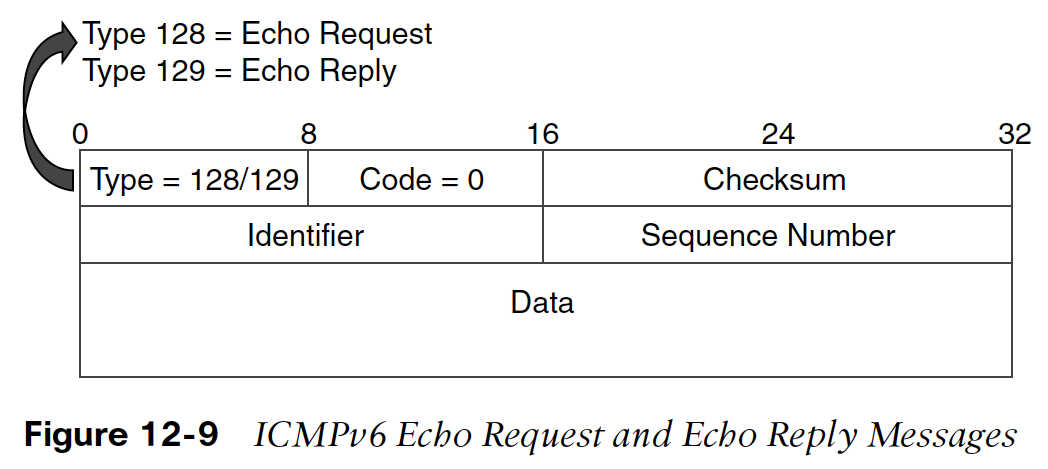 Type 128 = Echo Request
Type 129 = Echo Reply
0 8 16 24 32
Type = 128/129 Code = 0 Checksum
Identifier Sequence Number
Data
Figure 12-9 ICMPv6 Echo Request and Echo Reply Messages